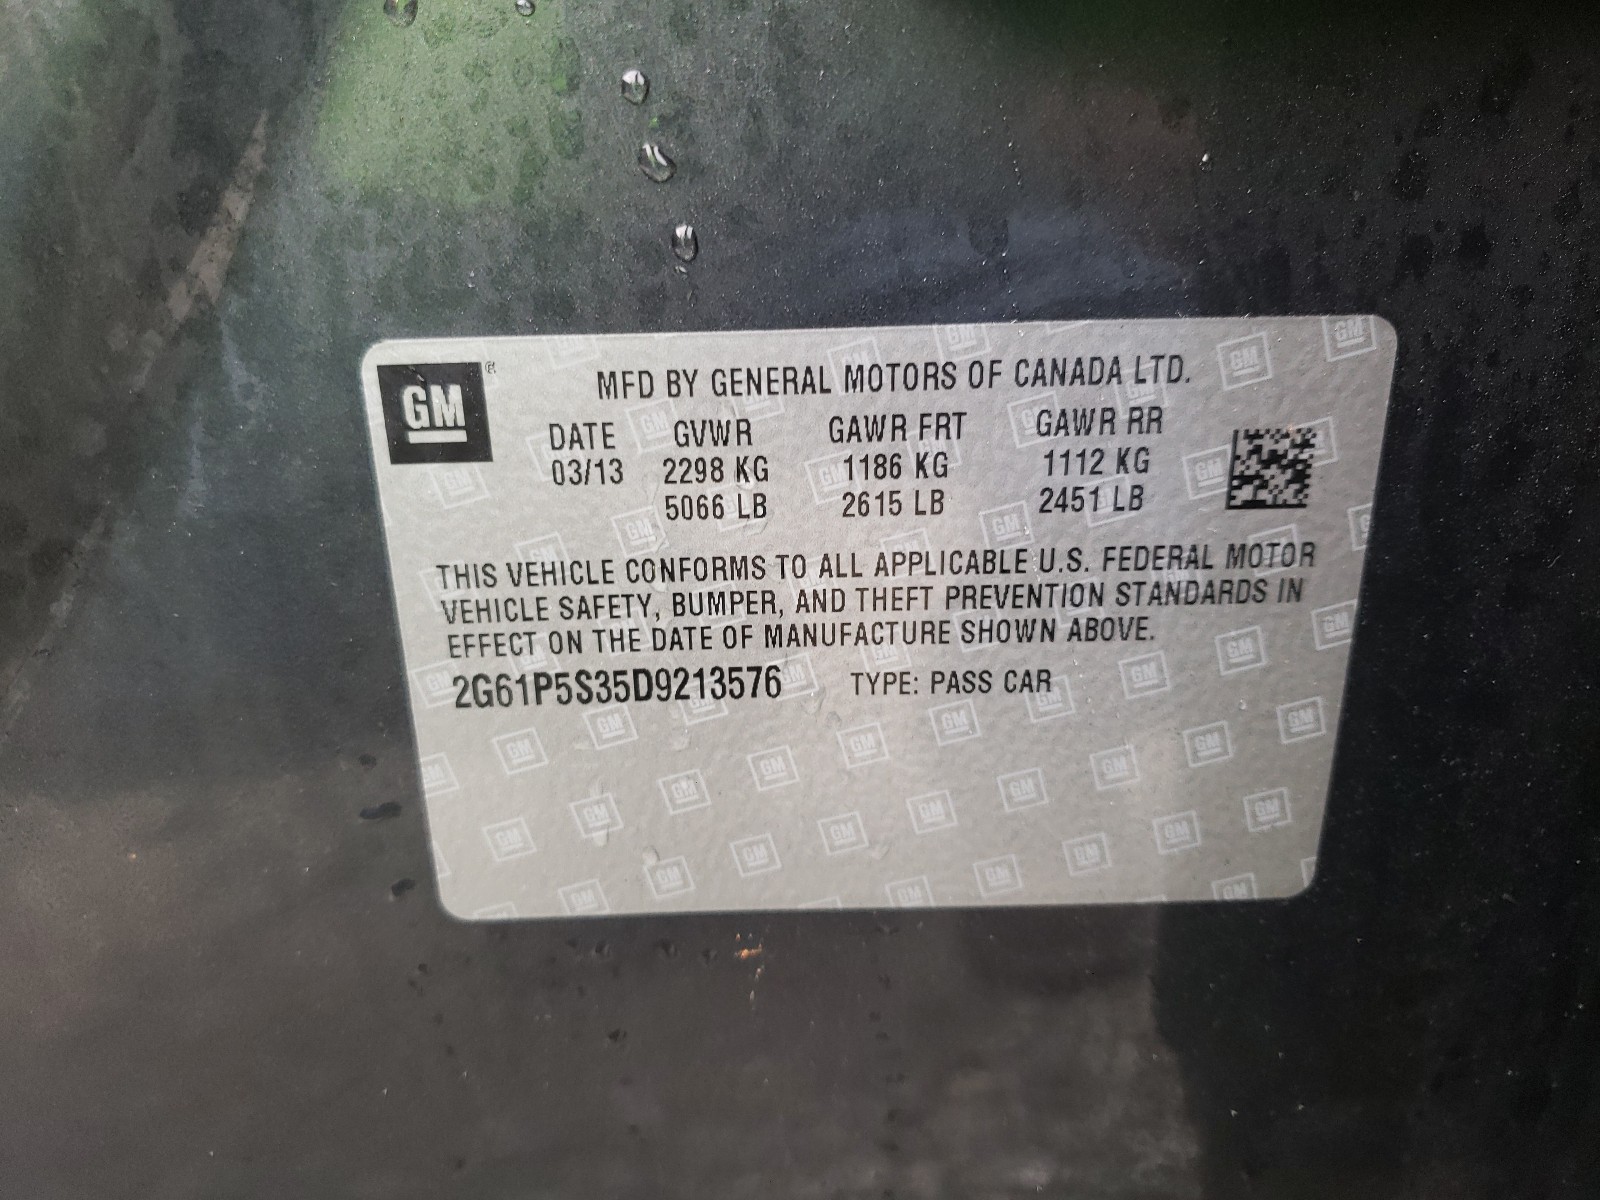 GM®
MFD BY GENERAL MOTORS OF CANADA LTD.
DATE GVWR GAWR FRT GAWR RR
03/13 2298 KG 1186 KG 1112 KG
5066 LB 2615 LB 2451 LB
THIS VEHICLE CONFORMS TO ALL APPLICABLE U.S. FEDERAL MOTOR
VEHICLE SAFETY, BUMPER, AND THEFT PREVENTION STANDARDS IN
EFFECT ON THE DATE OF MANUFACTURE SHOWN ABOVE.
2G61P5S35D9213576 TYPE: PASS CAR